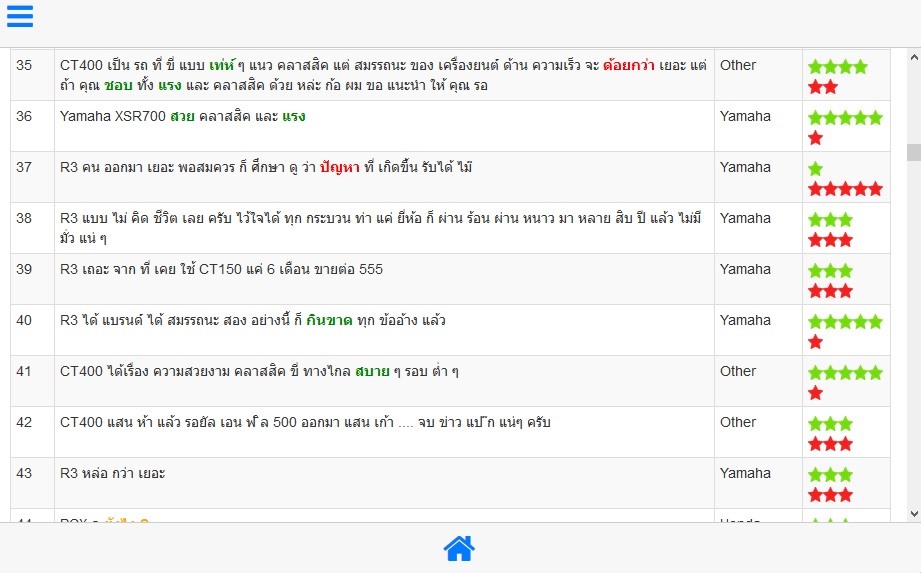 35 CT400 เป็น รถ ที่ ขี่ แบบ เท่ห์ ๆ แนว คลาสสิค แต่ สมรรถนะ ของ เครื่องยนต์ ด้าน ความเร็ว จะ ด้อยกว่า เยอะ แต่ Other
ถ้า คุณ ชอบ ทั้ง แรง และ คลาสสิค ด้วย หล่ะ ก้อ ผม ขอ แนะนำ ให้ คุณ รอ
36 Yamaha XSR700 สวย คลาสสิค และ แรง Yamaha
37 R3 คน ออกมา เยอะ พอสมควร ก็ ศึกษา ดู ว่า ปัญหา ที่ เกิดขึ้น รับได้ ไม๊ Yamaha
38 R3 แบบ ไม่ คิด ชีวิต เลย ครับ ไว้ใจได้ ทุก กระบวน ท่า แค่ ยี่ห้อ ก็ ผ่าน ร้อน ผ่าน หนาว มา หลาย สิบ ปี แล้ว ไม่มี Yamaha
มั่ว แน่ ๆ
39 R3 เถอะ จาก ที่ เคย ใช้ CT150 แค่ 6 เดือน ขายต่อ 555 Yamaha
40 R3 ได้ แบรนด์ ได้ สมรรถนะ สอง อย่างนี้ ก็ กินขาด ทุก ข้ออ้าง แล้ว Yamaha
41 CT400 ได้เรื่อง ความสวยงาม คลาสสิค ขี่ ทางไกล สบาย ๆ รอบ ต่ำ ๆ Other
42 CT400 แสน ห้า แล้ว รอยัล เอน ฟิ ล 500 ออกมา แสน เก้า .... จบ ข่าว แป๊ ก แน่ๆ ครับ Other
43 R3 หล่อ กว่า เยอะ Yamaha